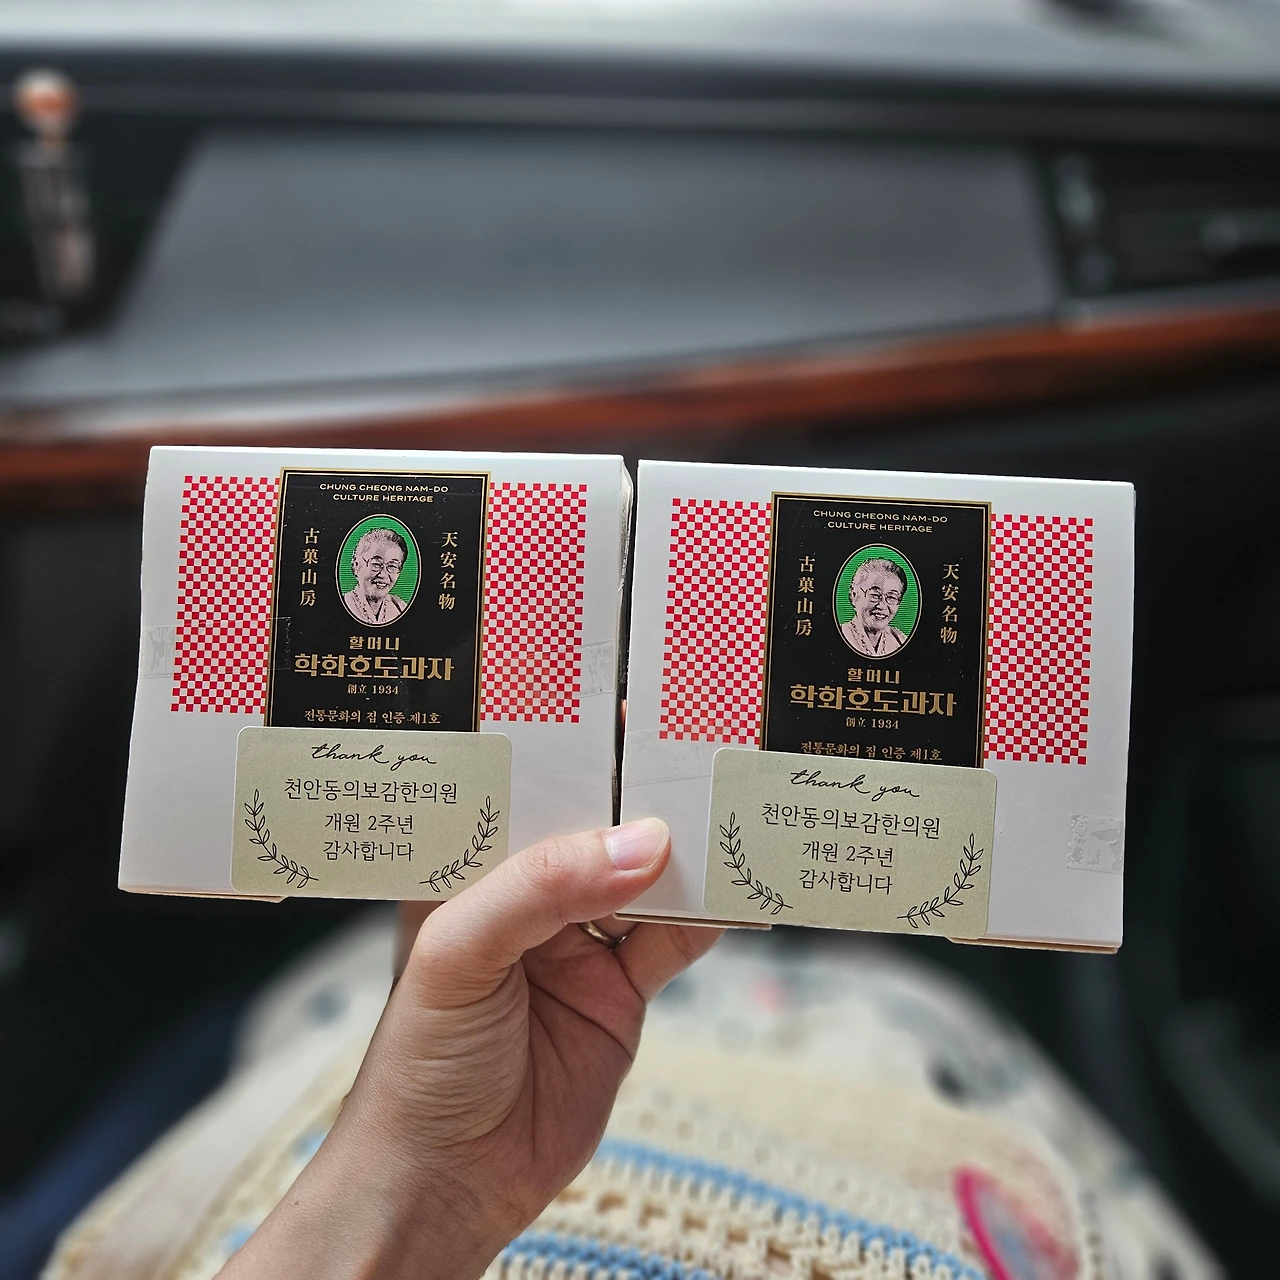 CHUNG CHEONG NAM-DO
CULTURE HERITAGE
古菓山房
天安名物
할머니
학화호도과자
創立 1934
전통문화의 집 인증 제1호
thank you
천안동의보감한의원
개원 2주년
감사합니다
CHUNG CHEONG NAM-DO
CULTURE HERITAGE
古菓山房
天安名物
할머니
학화호도과자
創立 1934
전통문화의 집 인증 제1호
thank you
천안동의보감한의원
개원 2주년
감사합니다